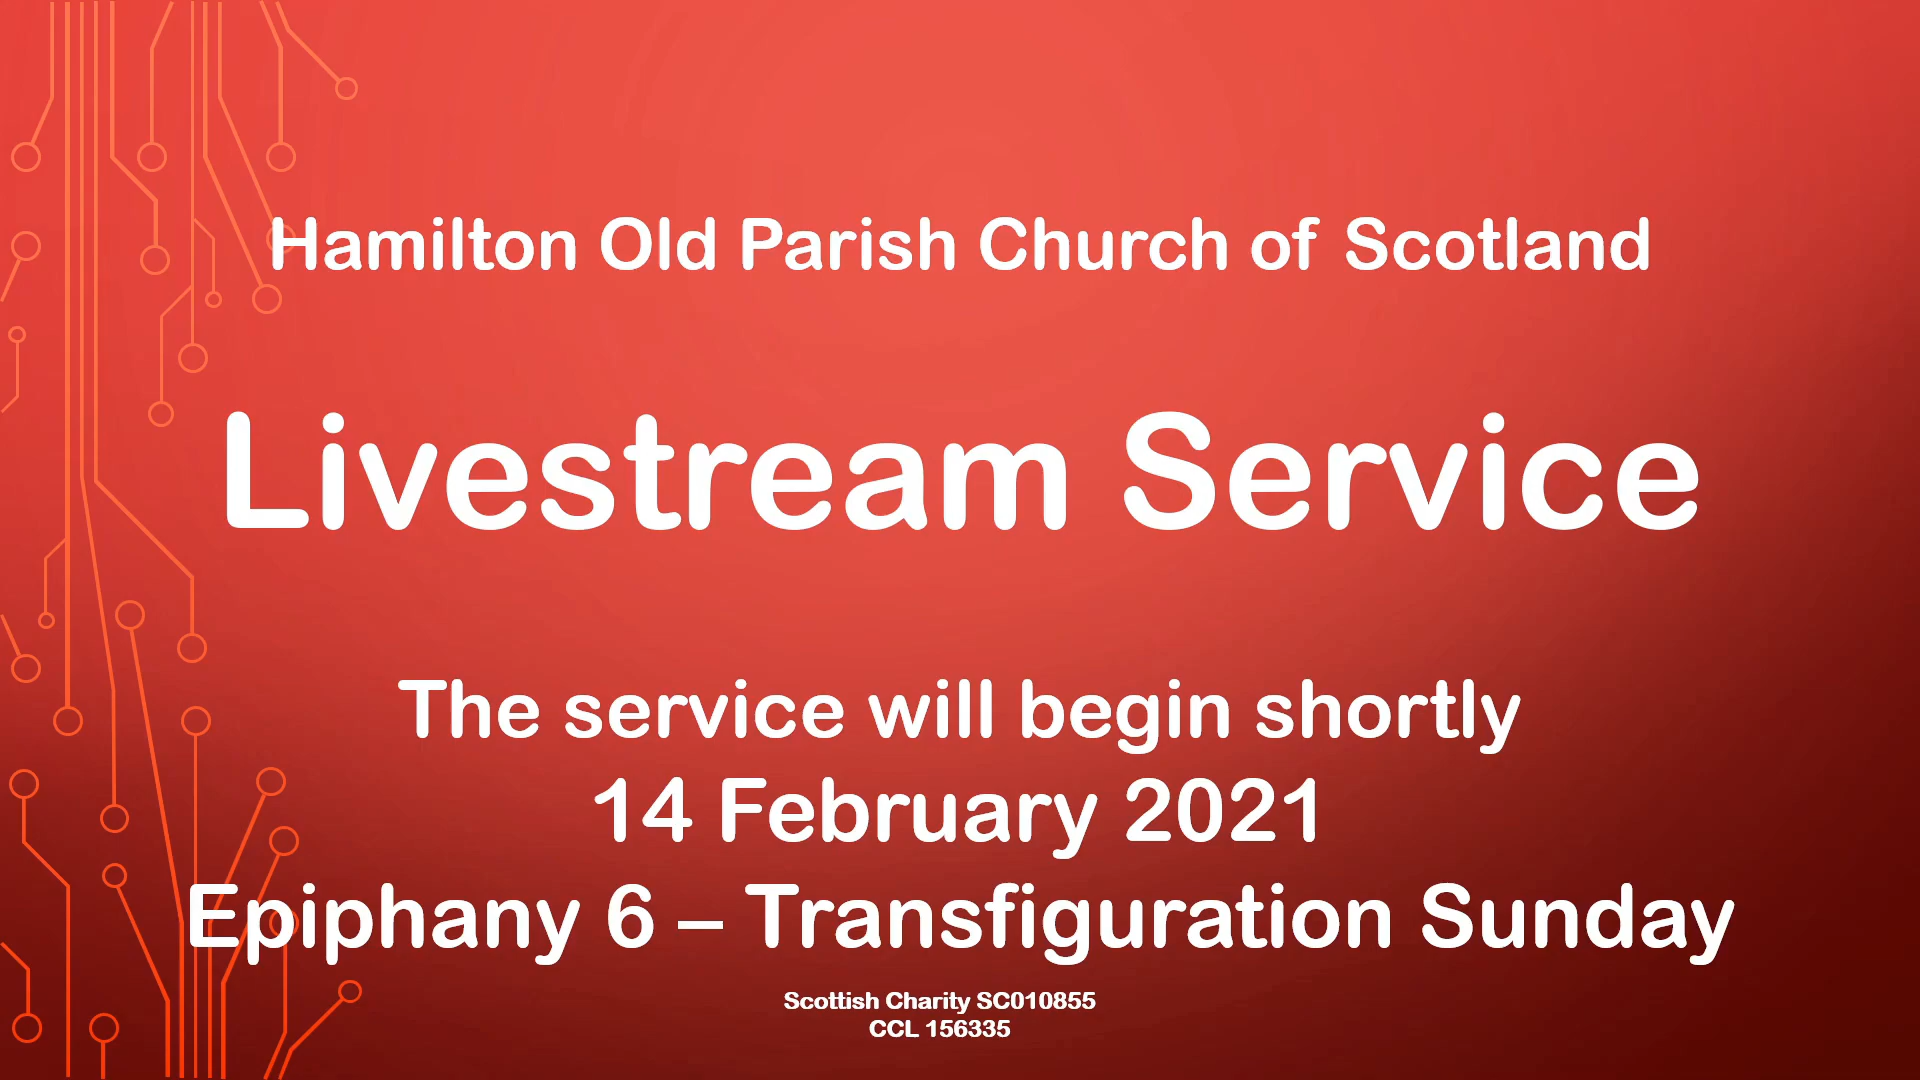 Hamilton Old Parish Church of Scotland
Livestream Service
The service will begin shortly
14 February 2021
Epiphany 6 – Transfiguration Sunday
Scottish Charity SC010855
CCL 156335